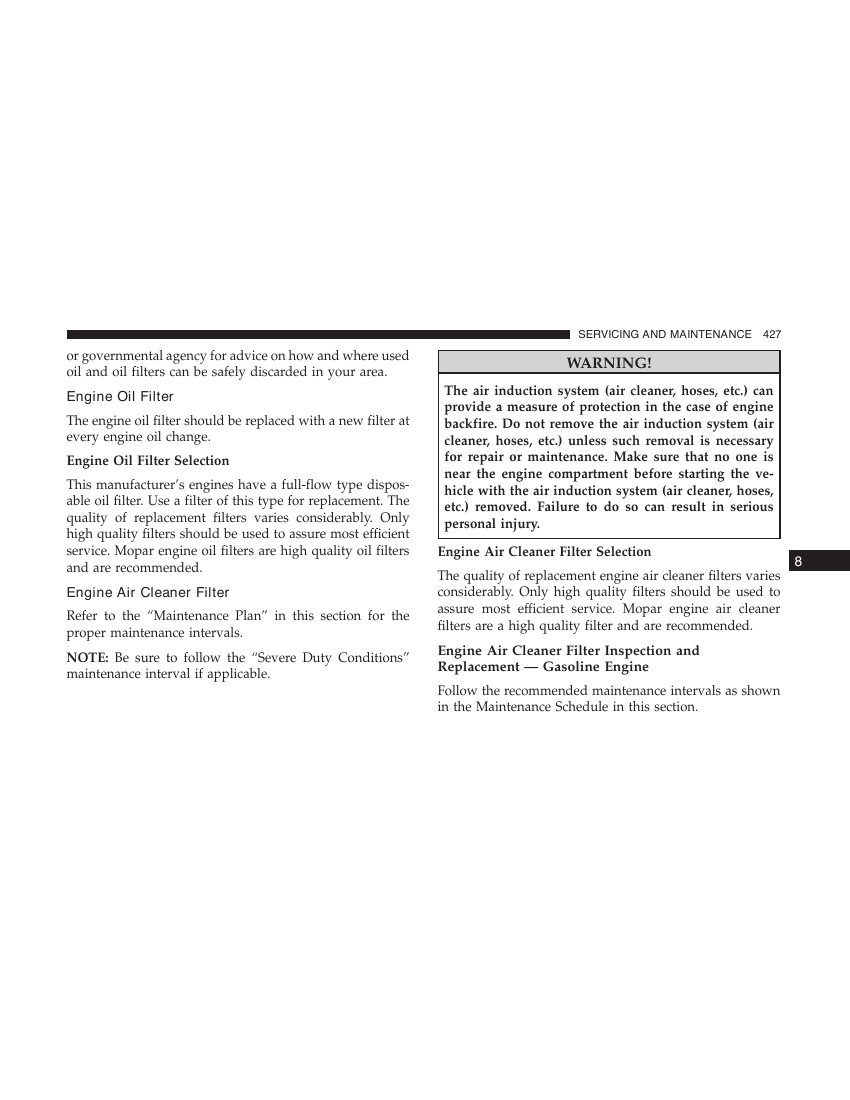 SERVICING AND MAINTENANCE 427
or governmental agency for advice on how and where used
oil and oil filters can be safely discarded in your area.
Engine Oil Filter
The engine oil filter should be replaced with a new filter at
every engine oil change.
Engine Oil Filter Selection
This manufacturer’s engines have a full-flow type dispos-
able oil filter. Use a filter of this type for replacement. The
quality of replacement filters varies considerably. Only
high quality filters should be used to assure most efficient
service. Mopar engine oil filters are high quality oil filters
and are recommended.
Engine Air Cleaner Filter
Refer to the “Maintenance Plan” in this section for the
proper maintenance intervals.
NOTE: Be sure to follow the “Severe Duty Conditions”
maintenance interval if applicable.
WARNING!
The air induction system (air cleaner, hoses, etc.) can
provide a measure of protection in the case of engine
backfire. Do not remove the air induction system (air
cleaner, hoses, etc.) unless such removal is necessary
for repair or maintenance. Make sure that no one is
near the engine compartment before starting the ve-
hicle with the air induction system (air cleaner, hoses,
etc.) removed. Failure to do so can result in serious
personal injury.
Engine Air Cleaner Filter Selection
The quality of replacement engine air cleaner filters varies
considerably. Only high quality filters should be used to
assure most efficient service. Mopar engine air cleaner
filters are a high quality filter and are recommended.
Engine Air Cleaner Filter Inspection and
Replacement — Gasoline Engine
Follow the recommended maintenance intervals as shown
in the Maintenance Schedule in this section.
8